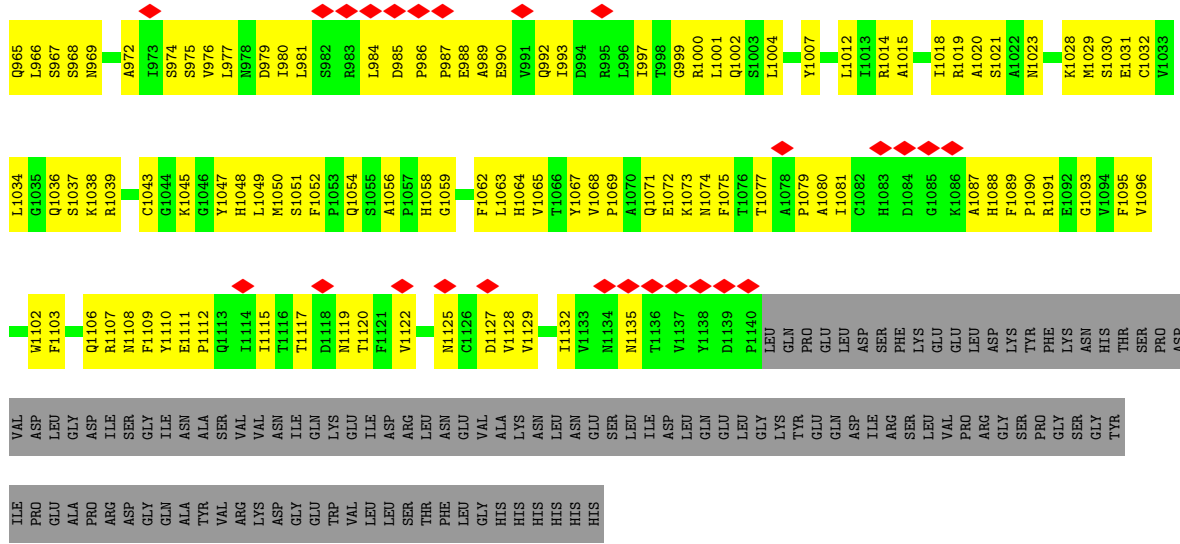 Q965 L966 S967 S968 N969 A972 I973 S974 S975 V976 L977 N978 D979 I980 L981 S982 R983 L984 D985 P986 P987 E988 A989 E990 V991 Q992 I993 D994 R995 L996 I997 T998 G999 R1000 L1001 Q1002 S1003 L1004 Y1007 L1012 I1013 R1014 A1015 I1018 R1019 A1020 S1021 A1022 N1023 K1028 M1029 S1030 E1031 C1032 V1033
L1034 G1035 Q1036 S1037 K1038 R1039 C1043 G1044 K1045 G1046 Y1047 H1048 L1049 M1050 S1051 F1052 P1053 Q1054 S1055 A1056 P1057 H1058 G1059 F1062 L1063 H1064 V1065 T1066 Y1067 V1068 P1069 A1070 Q1071 E1072 K1073 N1074 F1075 T1076 T1077 A1078 P1079 A1080 I1081 C1082 H1083 D1084 G1085 K1086 A1087 H1088 F1089 P1090 R1091 E1092 G1093 V1094 F1095 V1096
W1102 F1103 Q1106 R1107 N1108 F1109 Y1110 E1111 P1112 Q1113 I1114 I1115 T1116 T1117 D1118 N1119 T1120 F1121 V1122 N1125 C1126 D1127 V1128 V1129 I1132 V1133 N1134 N1135 T1136 V1137 Y1138 D1139 P1140 LEU GLN PRO GLU LEU ASP SER PHE LYS GLU GLU LEU ASP LYS TYR PHE LYS ASN HIS THR SER PRO ASP
VAL ASP LEU GLY ASP ILE SER GLY ILE ASN ALA SER VAL VAL ASN ILE GLN LYS GLU ILE ASP ARG LEU ASN GLU VAL ALA LYS ASN LEU ASN GLU SER LEU ILE ASP LEU GLN GLU LEU GLY LYS TYR GLU GLN ASP ILE ARG SER LEU VAL PRO ARG GLY SER PRO GLY SER GLY TYR
ILE PRO GLU ALA PRO ARG ASP GLY GLN ALA TYR VAL ARG LYS ASP GLY GLU TRP VAL LEU LEU SER THR PHE LEU GLY HIS HIS HIS HIS HIS HIS